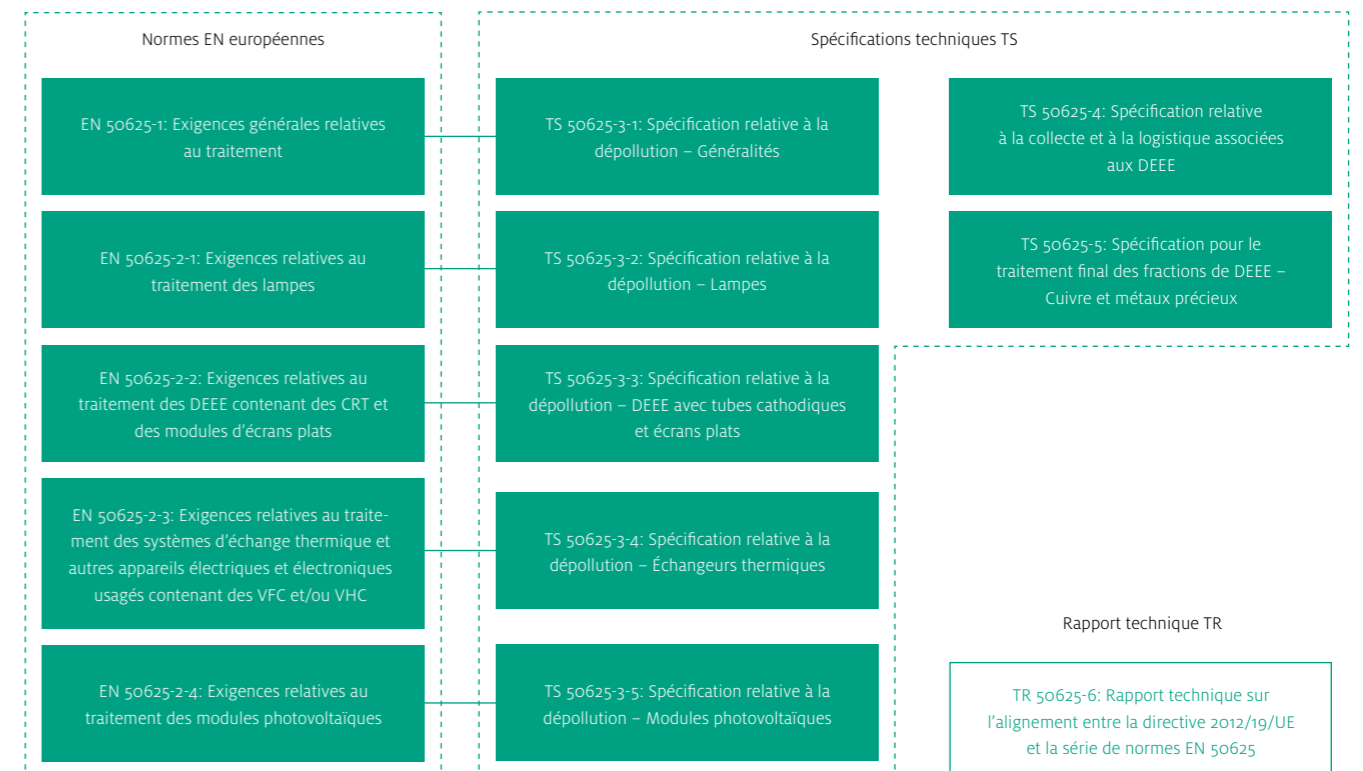 Normes EN européennes
EN 50625-1: Exigences générales relatives
au traitement
EN 50625-2-1: Exigences relatives au
traitement des lampes
EN 50625-2-2: Exigences relatives au
traitement des DEEE contenant des CRT et
des modules d'écrans plats
EN 50625-2-3: Exigences relatives au traite-
ment des systèmes d'échange thermique et
autres appareils électriques et électroniques
usagés contenant des VFC et/ou VHC
EN 50625-2-4: Exigences relatives au
traitement des modules photovoltaïques
Spécifications techniques TS
TS 50625-3-1: Spécification relative à la
dépollution – Généralités
TS 50625-3-2: Spécification relative à la
dépollution – Lampes
TS 50625-3-3: Spécification relative à la
dépollution – DEEE avec tubes cathodiques
et écrans plats
TS 50625-3-4: Spécification relative à la
dépollution – Échangeurs thermiques
TS 50625-3-5: Spécification relative à la
dépollution – Modules photovoltaïques
TS 50625-4: Spécification relative
à la collecte et à la logistique associées
aux DEEE
TS 50625-5: Spécification pour le
traitement final des fractions de DEEE –
Cuivre et métaux précieux
Rapport technique TR
TR 50625-6: Rapport technique sur
l'alignement entre la directive 2012/19/UE
et la série de normes EN 50625